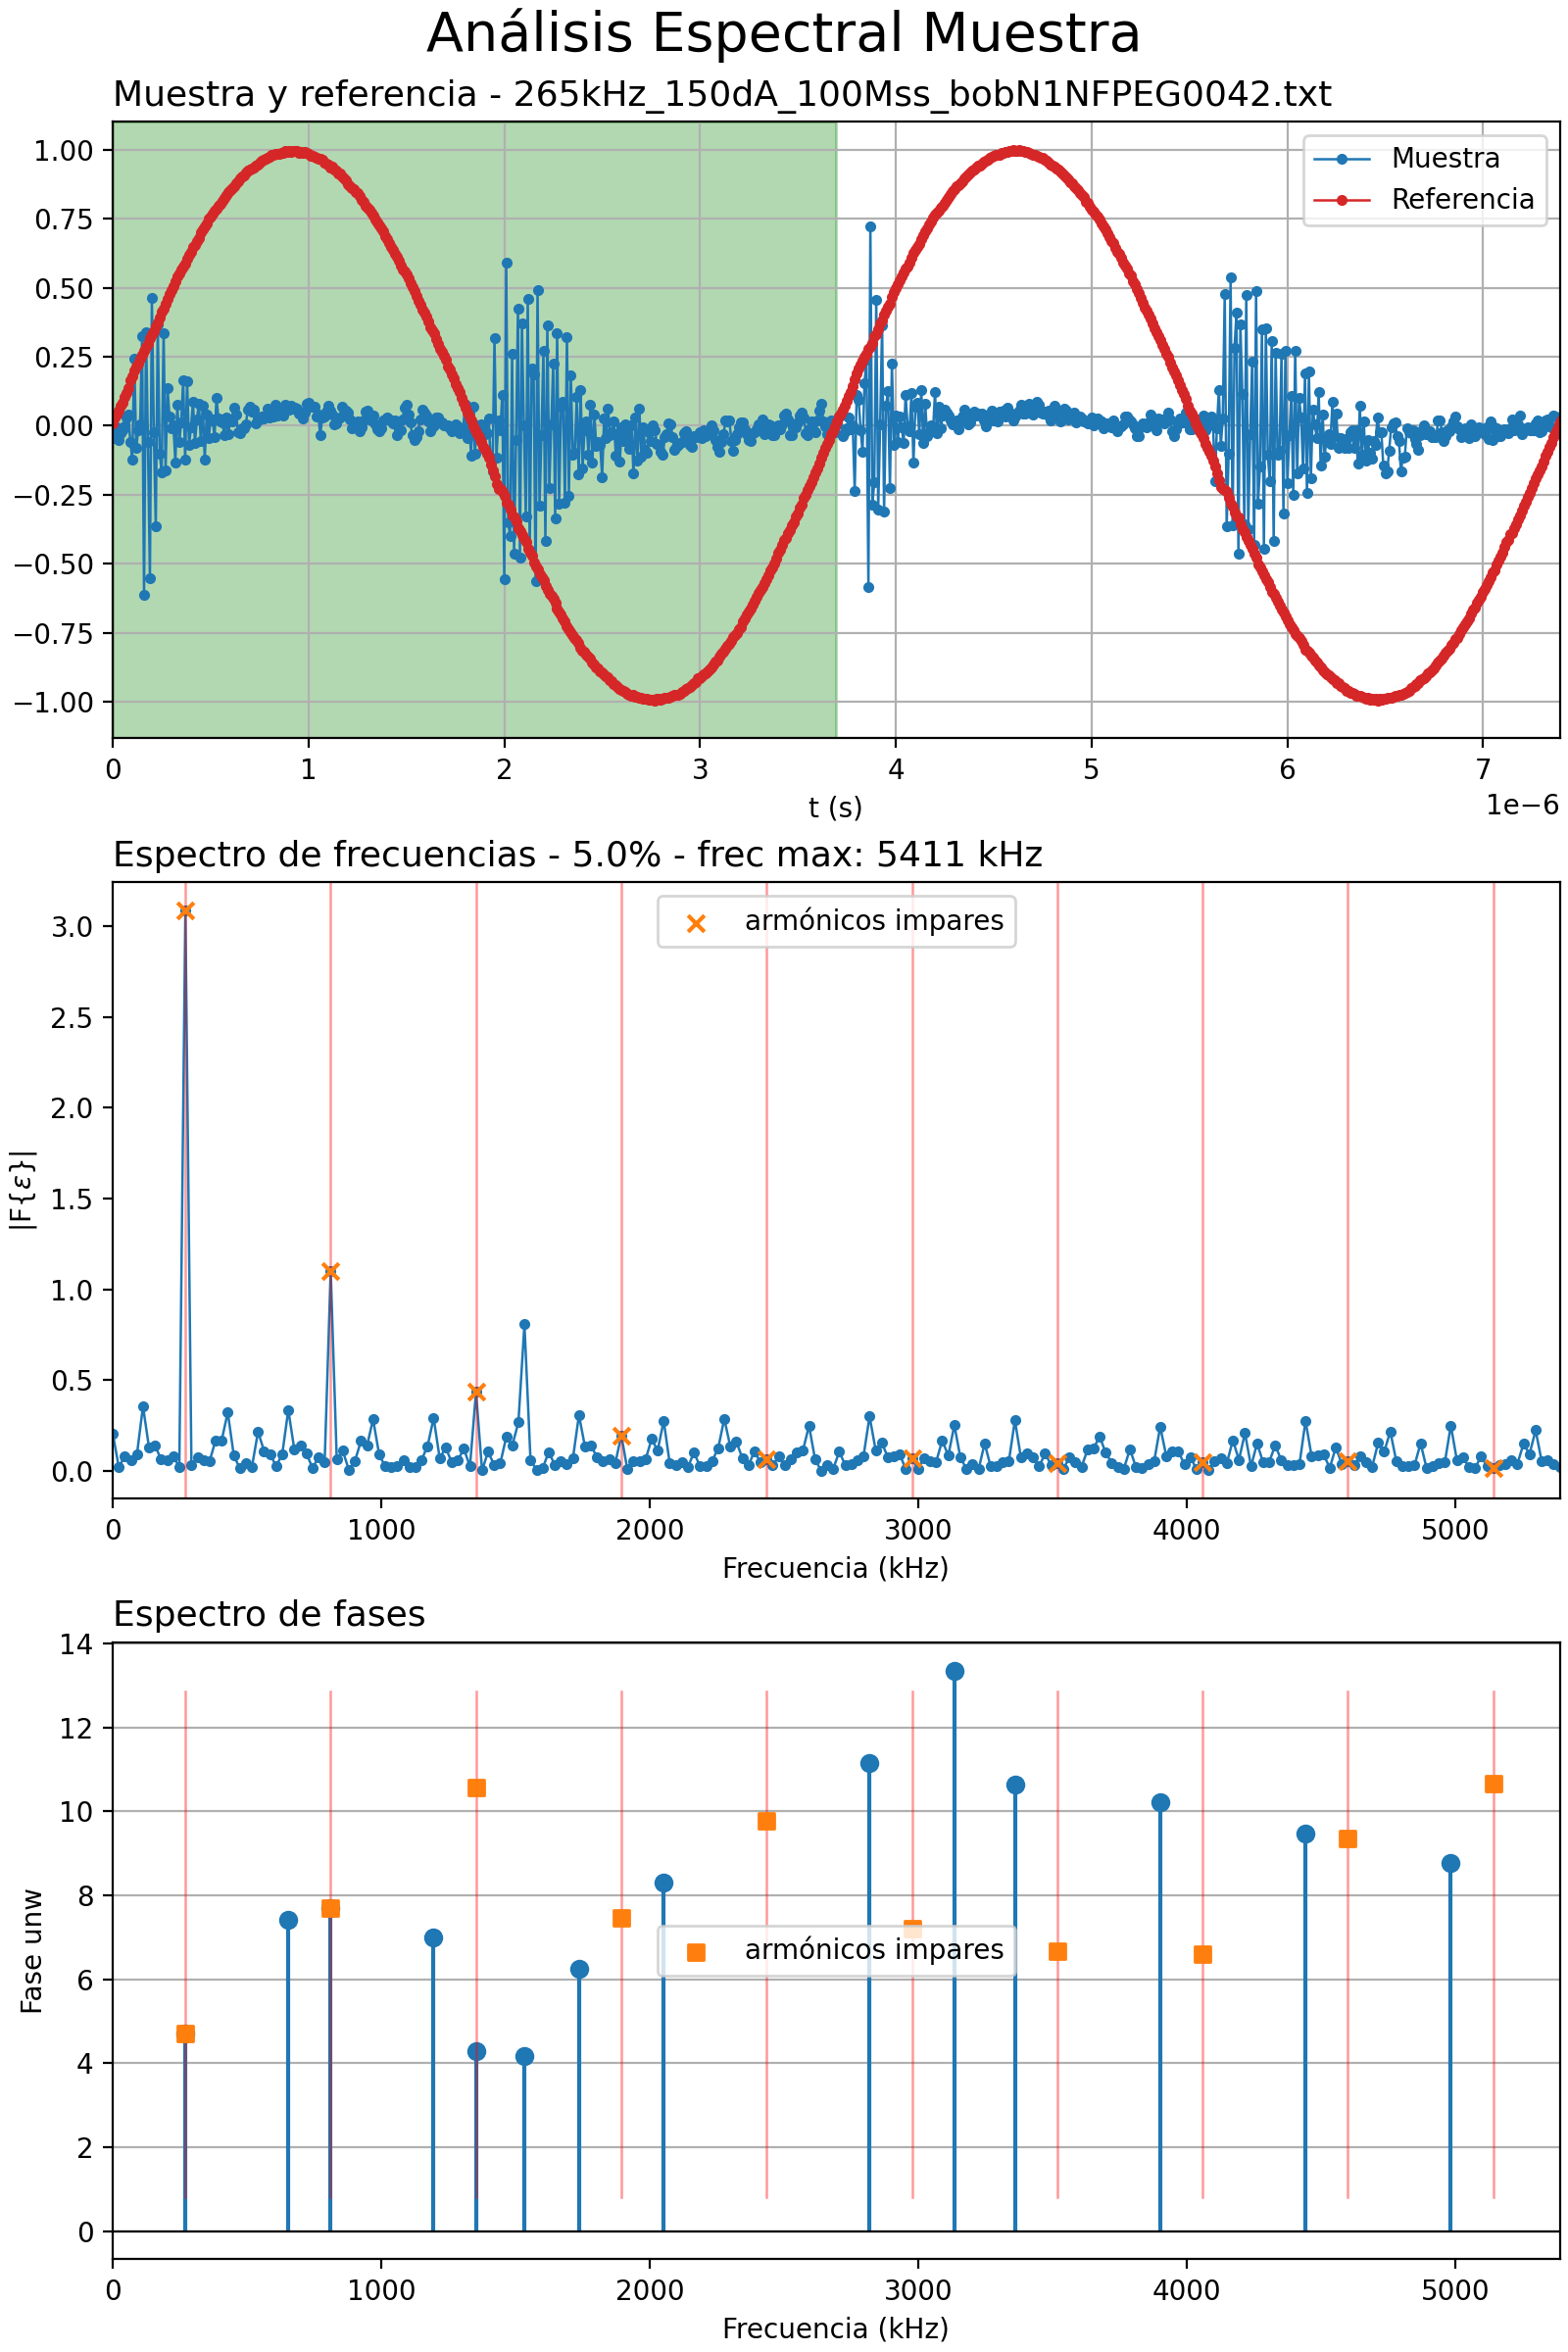 Análisis Espectral Muestra
Muestra y referencia - 265kHz_150dA_100Mss_bobN1NFPEG0042.txt
1.00
0.75
0.50
0.25
0.00
−0.25
−0.50
−0.75
−1.00
Muestra
Referencia
0 1 2 3 4 5 6 7
1e−6
t (s)
Espectro de frecuencias - 5.0% - frec max: 5411 kHz
3.0
2.5
2.0
1.5
1.0
0.5
0.0
|F{ε}|
armónicos impares
0 1000 2000 3000 4000 5000
Frecuencia (kHz)
Espectro de fases
14
12
10
8
6
4
2
0
Fase unw
armónicos impares
0 1000 2000 3000 4000 5000
Frecuencia (kHz)